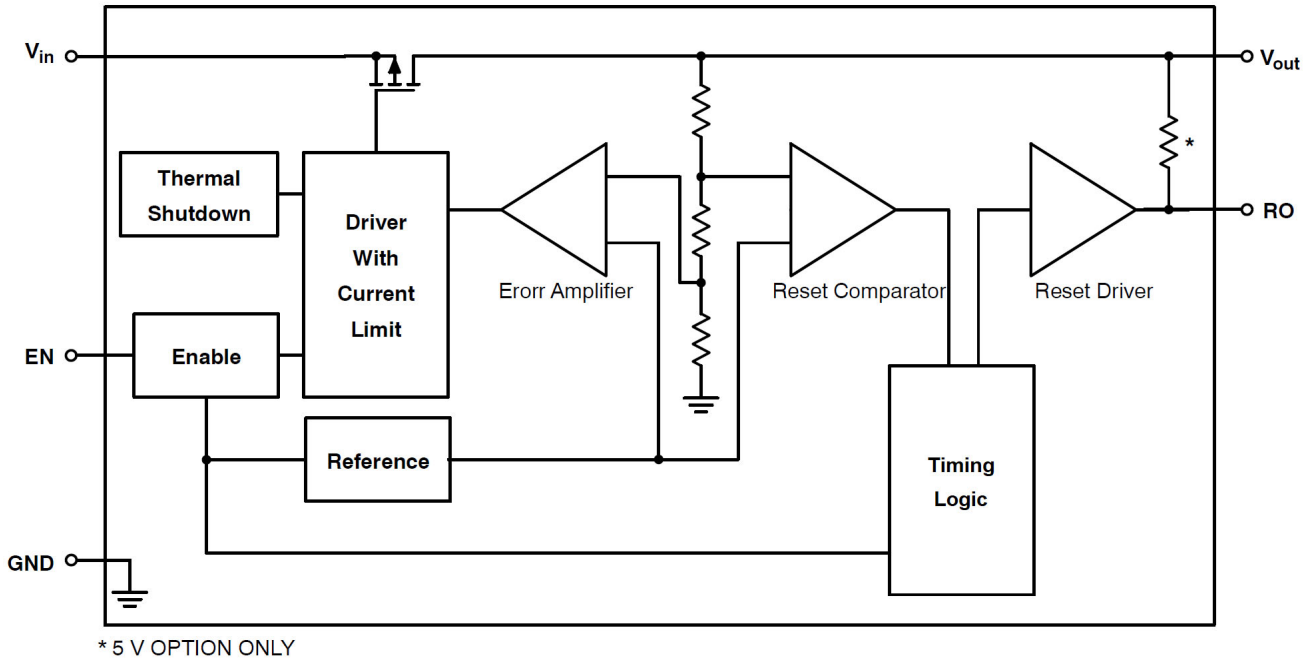 Vin
Vout
*
Thermal
Shutdown
Driver
With
Current
Limit
RO
Erorr Amplifier
Reset Comparator
Reset Driver
EN
Enable
Reference
Timing
Logic
GND
* 5 V OPTION ONLY